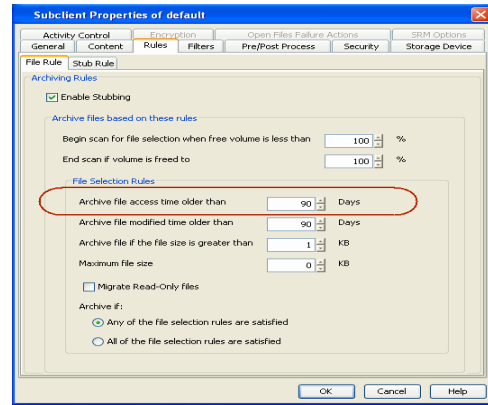 Subclient Properties of default
Activity Control Encryption Open Files Failure Actions SRM Options
General Content Rules Filters Pre/Post Process Security Storage Device
File Rule Stub Rule
Archiving Rules
Enable Stubbing
Archive files based on these rules
Begin scan for file selection when free volume is less than 100 %
End scan if volume is freed to 100 %
File Selection Rules
Archive file access time older than 90 Days
Archive file modified time older than 90 Days
Archive file if the file size is greater than 1 KB
Maximum file size 0 KB
Migrate Read-Only files
Archive if:
Any of the file selection rules are satisfied
All of the file selection rules are satisfied
OK Cancel Help